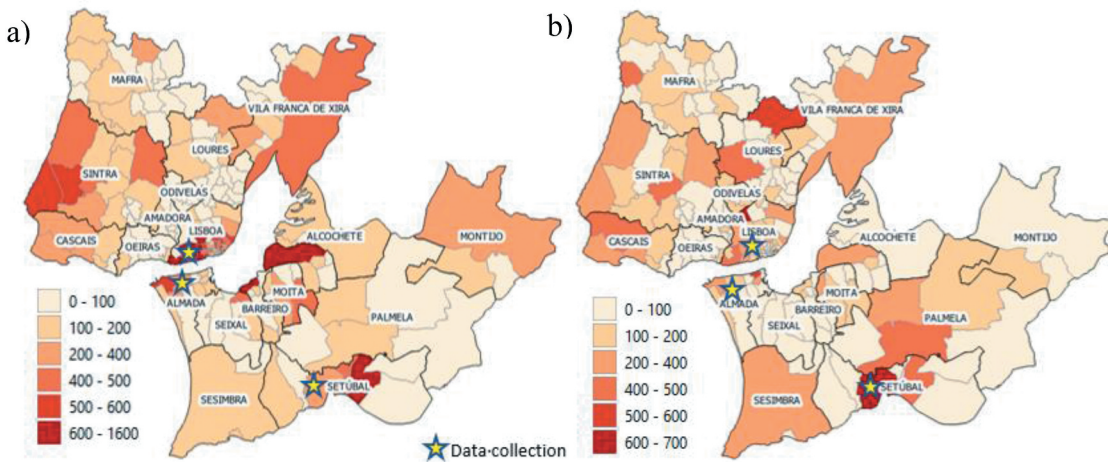 a)
MAFRA
VILA FRANCA DE XIRA
LOURES
SINTRA
ODIVELAS
AMADORA
LISBOA
CASCAIS
OEIRAS
ALCOCHETE
MONTIJO
ALMADA
MOITA
BARREIRO
SEIXAL
PALMELA
SETÚBAL
SESIMBRA
0 - 100
100 - 200
200 - 400
400 - 500
500 - 600
600 - 1600
Data·collection
b)
MAFRA
VILA FRANCA DE XIRA
LOURES
SINTRA
ODIVELAS
AMADORA
LISBOA
CASCAIS
OEIRAS
ALCOCHETE
MONTIJO
ALMADA
MOITA
BARREIRO
SEIXAL
PALMELA
SETÚBAL
SESIMBRA
0 - 100
100 - 200
200 - 400
400 - 500
500 - 600
600 - 700